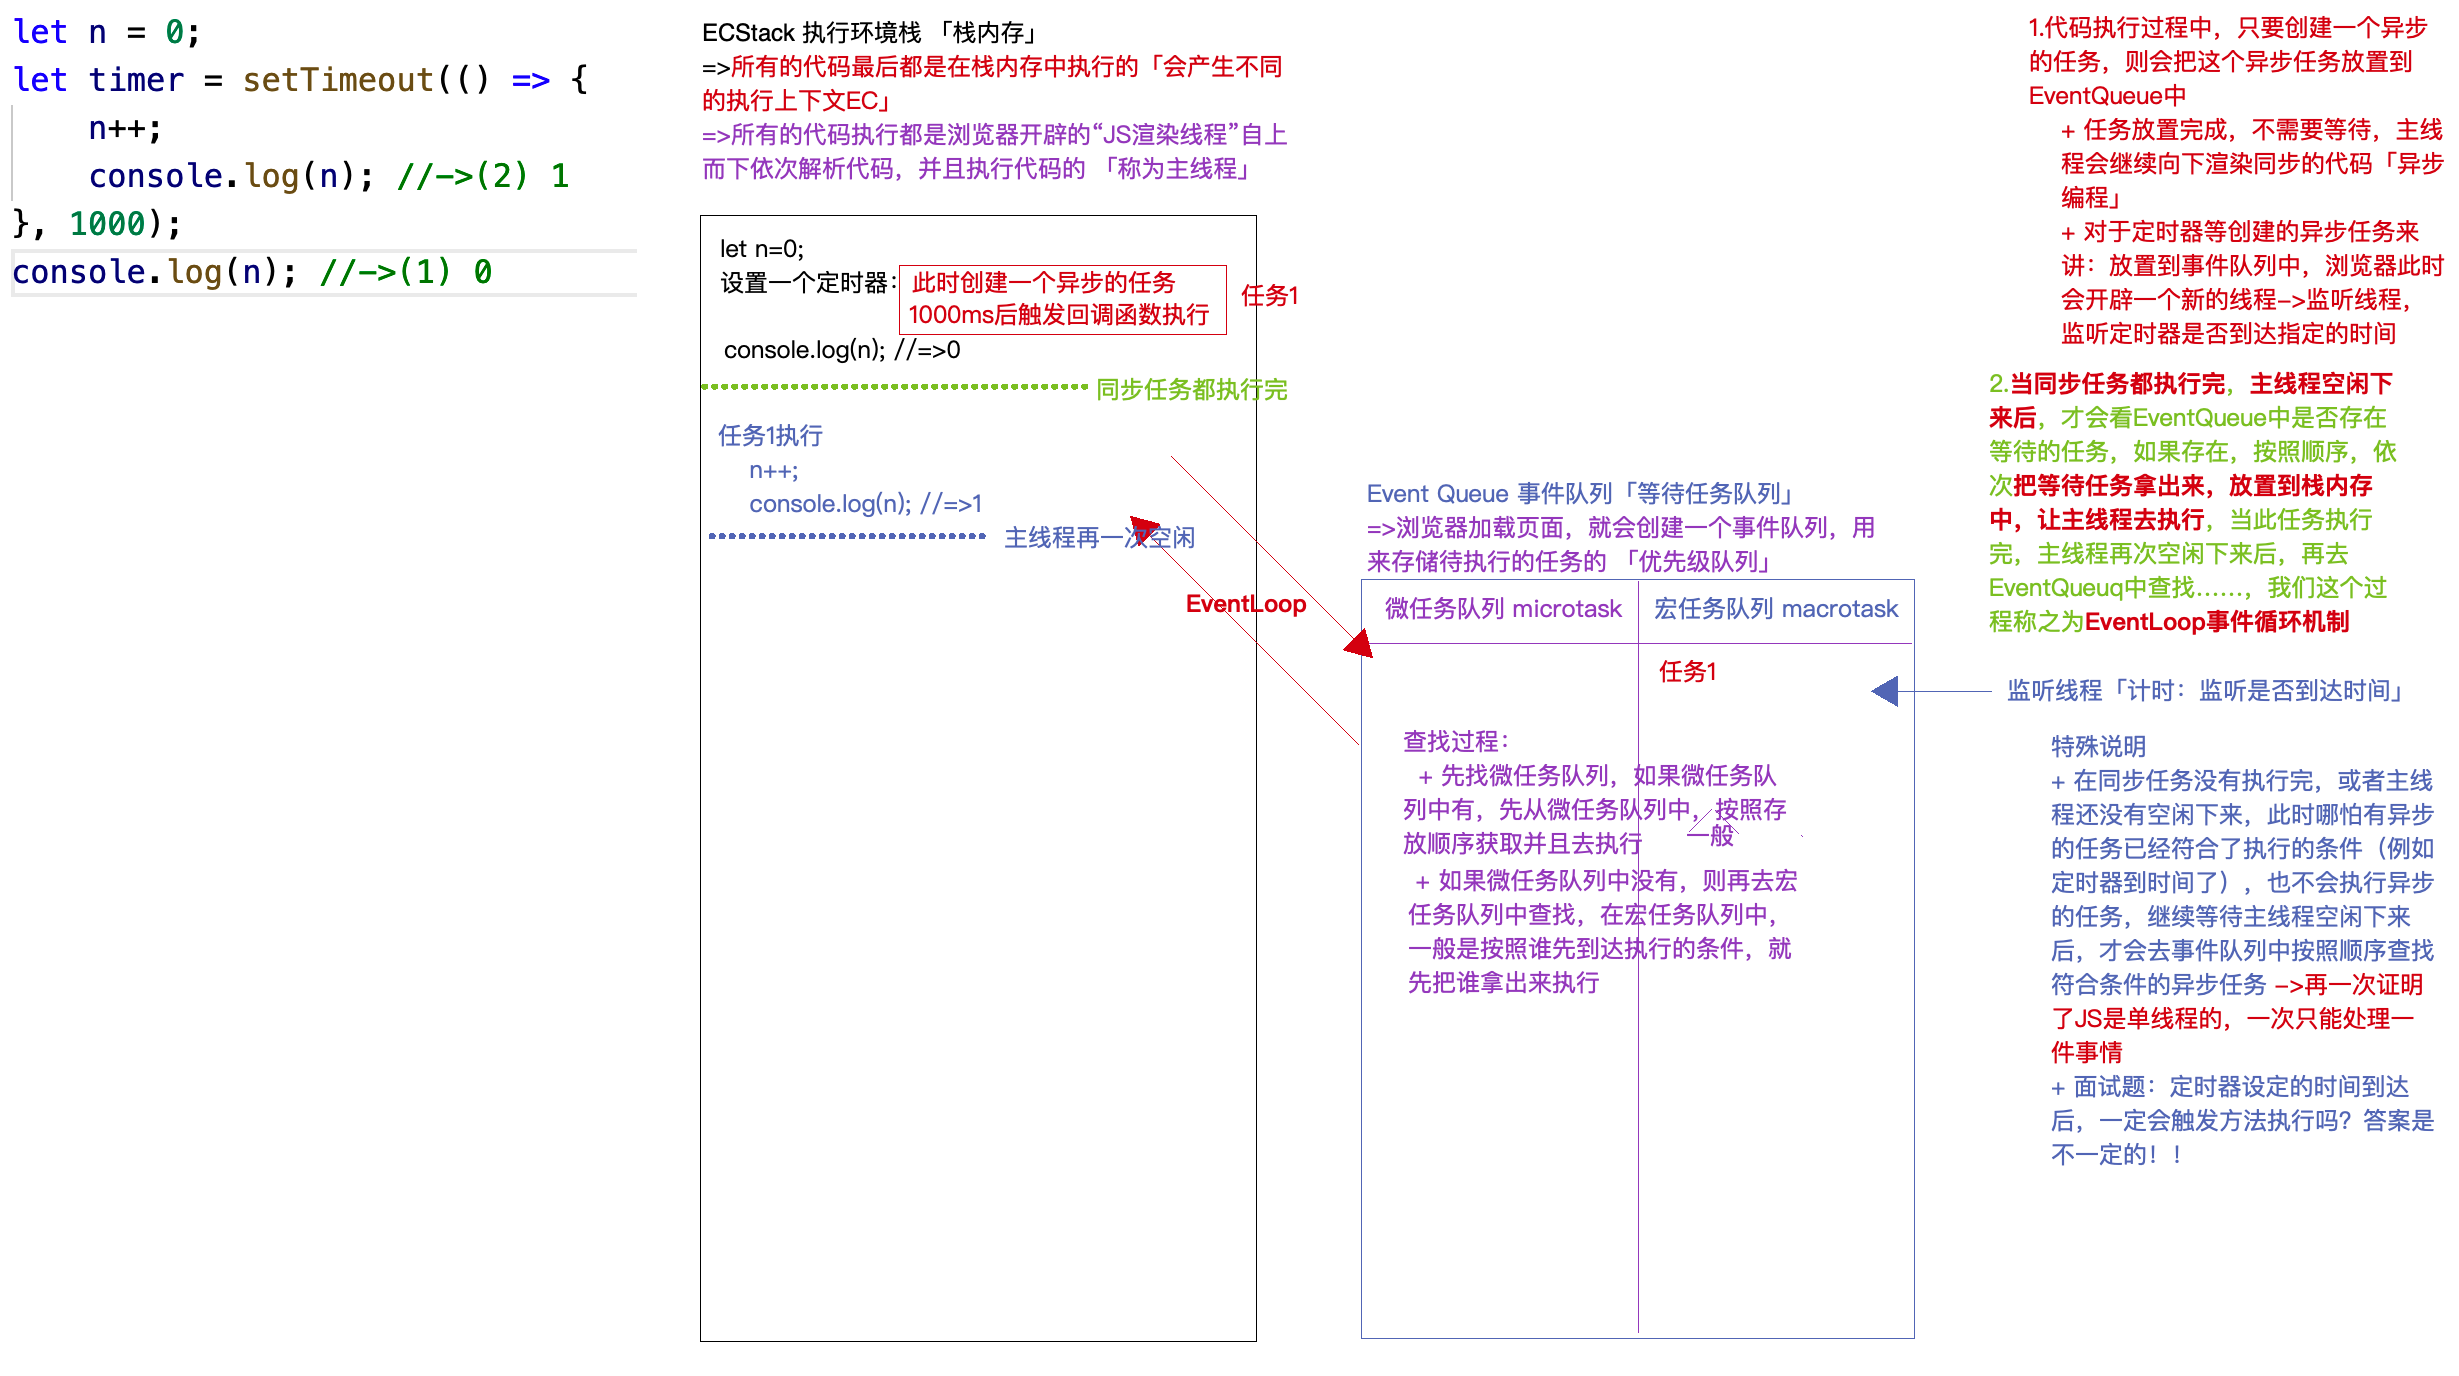 let n = 0;
let timer = setTimeout(() => {
    n++;
    console.log(n); //->(2) 1
}, 1000);
console.log(n); //->(1) 0
ECStack 执行环境栈 「栈内存」
=>所有的代码最后都是在栈内存中执行的「会产生不同
的执行上下文EC」
=>所有的代码执行都是浏览器开辟的“JS渲染线程”自上
而下依次解析代码，并且执行代码的 「称为主线程」
let n=0;
设置一个定时器：
此时创建一个异步的任务
1000ms后触发回调函数执行
任务1
console.log(n); //=>0
同步任务都执行完
任务1执行
n++;
console.log(n); //=>1
主线程再一次空闲
EventLoop
Event Queue 事件队列「等待任务队列」
=>浏览器加载页面，就会创建一个事件队列，用
来存储待执行的任务的 「优先级队列」
微任务队列 microtask
宏任务队列 macrotask
任务1
查找过程：
+ 先找微任务队列，如果微任务队
列中有，先从微任务队列中，按照存
放顺序获取并且去执行
一般
+ 如果微任务队列中没有，则再去宏
任务队列中查找，在宏任务队列中，
一般是按照谁先到达执行的条件，就
先把谁拿出来执行
1.代码执行过程中，只要创建一个异步
的任务，则会把这个异步任务放置到
EventQueue中
+ 任务放置完成，不需要等待，主线
程会继续向下渲染同步的代码「异步
编程」
+ 对于定时器等创建的异步任务来
讲：放置到事件队列中，浏览器此时
会开辟一个新的线程->监听线程，
监听定时器是否到达指定的时间
2.当同步任务都执行完，主线程空闲下
来后，才会看EventQueue中是否存在
等待的任务，如果存在，按照顺序，依
次把等待任务拿出来，放置到栈内存
中，让主线程去执行，当此任务执行
完，主线程再次空闲下来后，再去
EventQueuq中查找......，我们这个过
程称之为EventLoop事件循环机制
监听线程「计时：监听是否到达时间」
特殊说明
+ 在同步任务没有执行完，或者主线
程还没有空闲下来，此时哪怕有异步
的任务已经符合了执行的条件（例如
定时器到时间了），也不会执行异步
的任务，继续等待主线程空闲下来
后，才会去事件队列中按照顺序查找
符合条件的异步任务 ->再一次证明
了JS是单线程的，一次只能处理一
件事情
+ 面试题：定时器设定的时间到达
后，一定会触发方法执行吗？答案是
不一定的！！